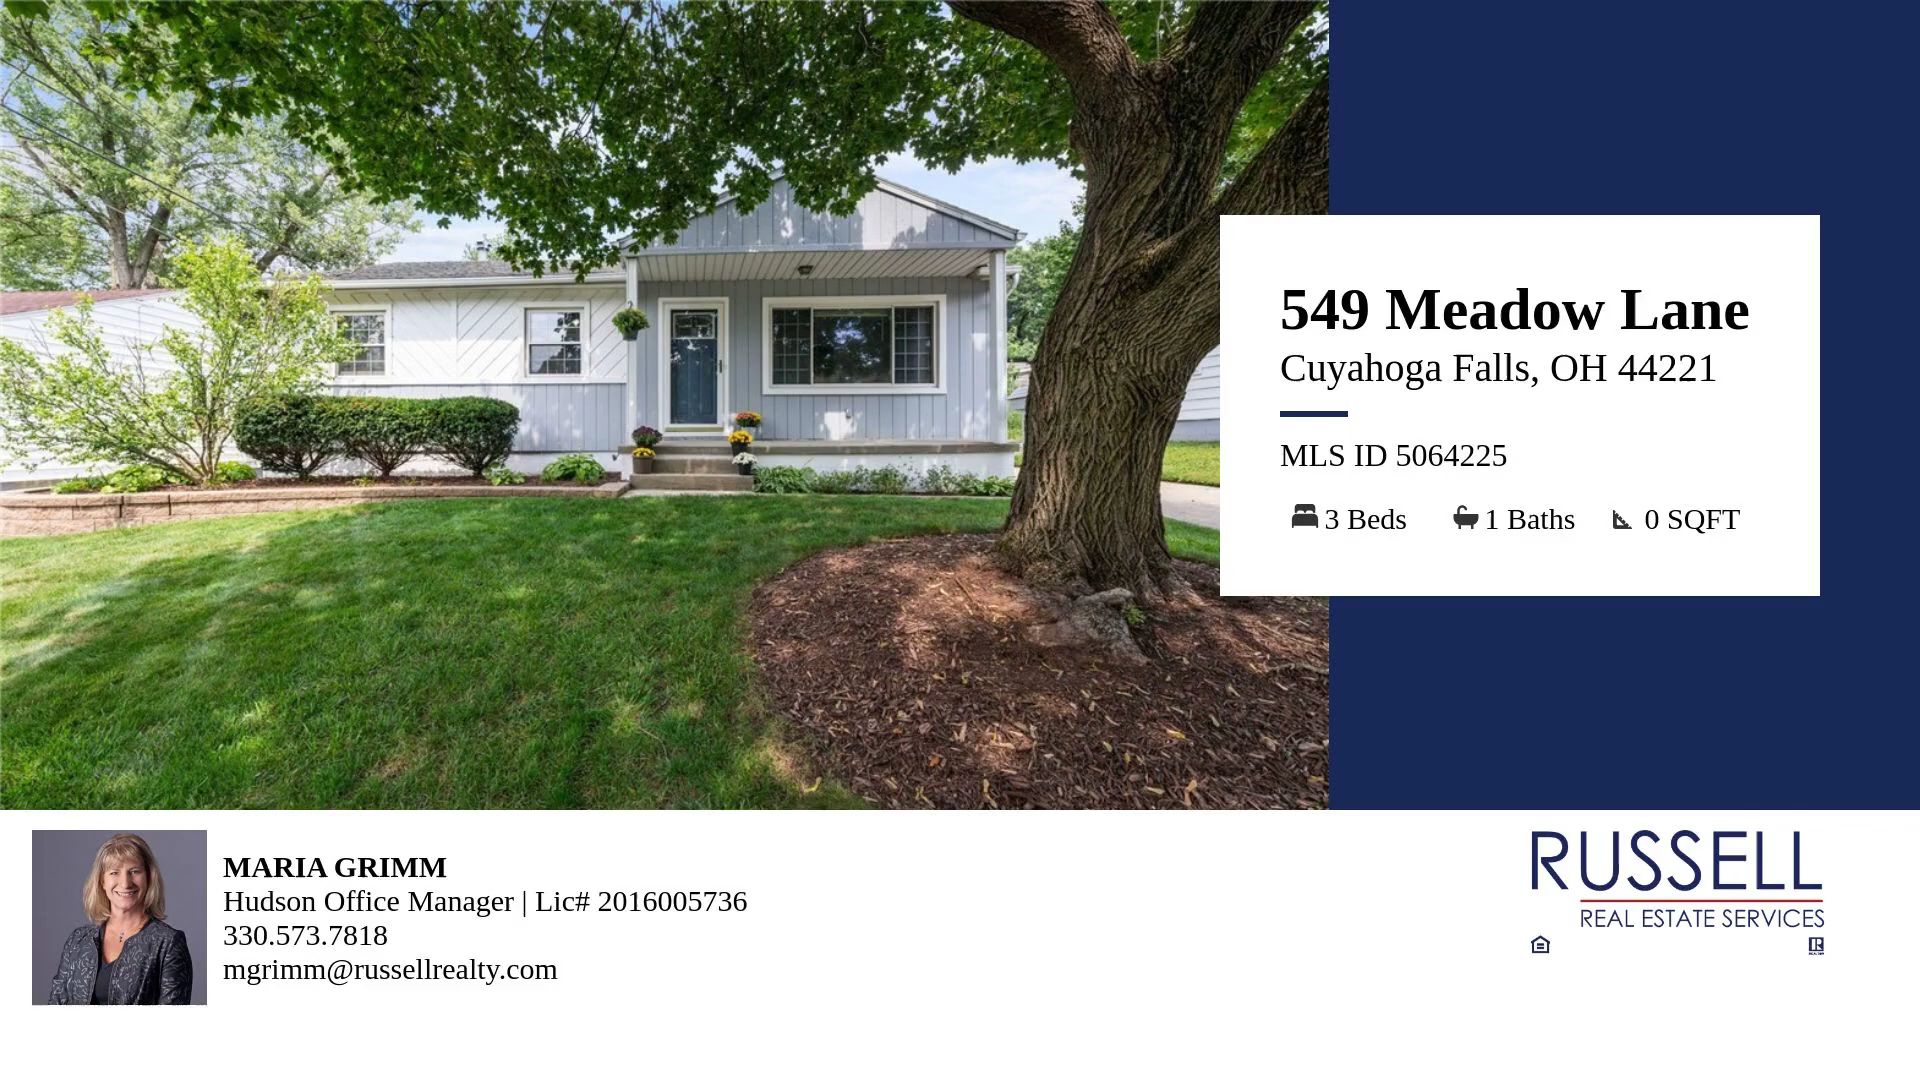 549 Meadow Lane
Cuyahoga Falls, OH 44221
MLS ID 5064225
3 Beds 1 Baths 0 SQFT
MARIA GRIMM
Hudson Office Manager | Lic# 2016005736
330.573.7818
mgrimm@russellrealty.com
RUSSELL
REAL ESTATE SERVICES